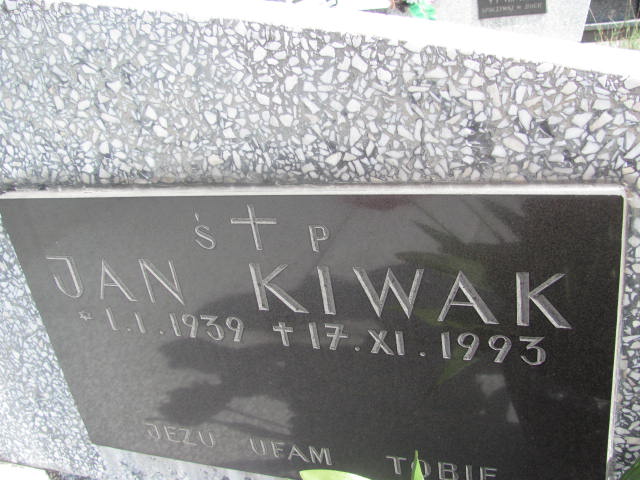 Ś † P
JAN KIWAK
* 1.1.1939 † 17.XI.1993
JEZU UFAM TOBIE